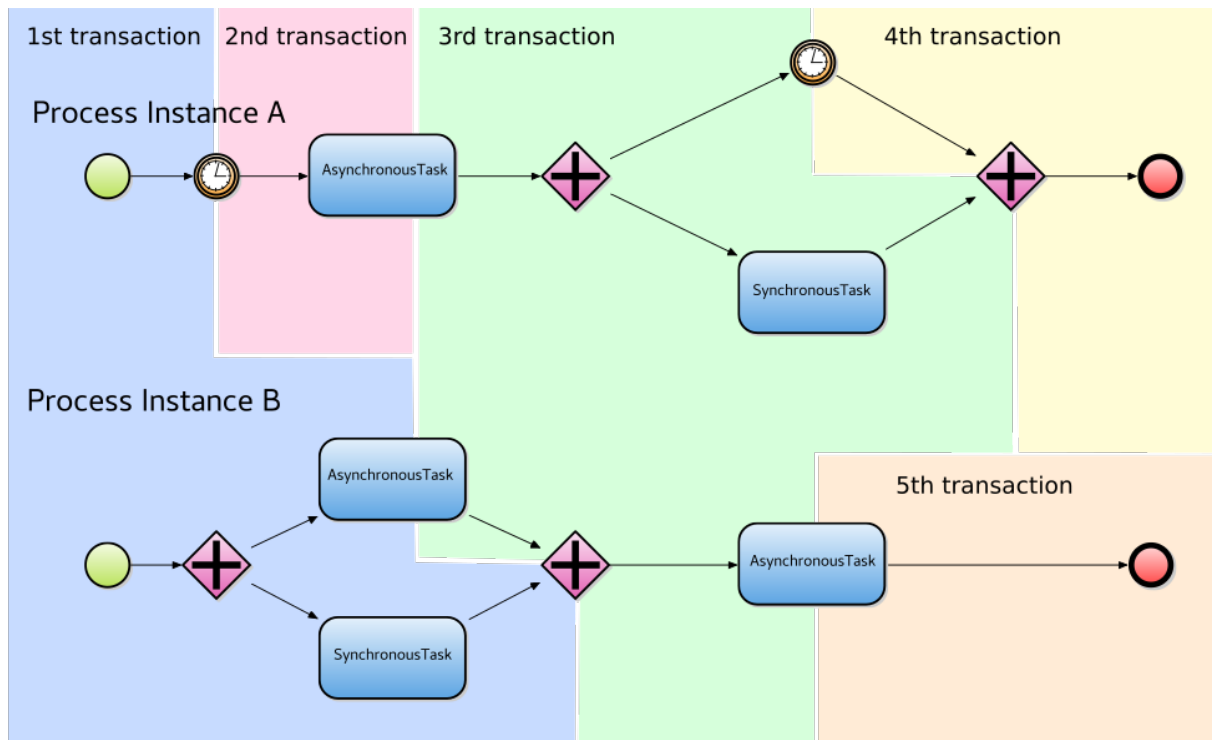 1st transaction
2nd transaction
3rd transaction
4th transaction
Process Instance A
AsynchronousTask
SynchronousTask
Process Instance B
AsynchronousTask
5th transaction
AsynchronousTask
SynchronousTask